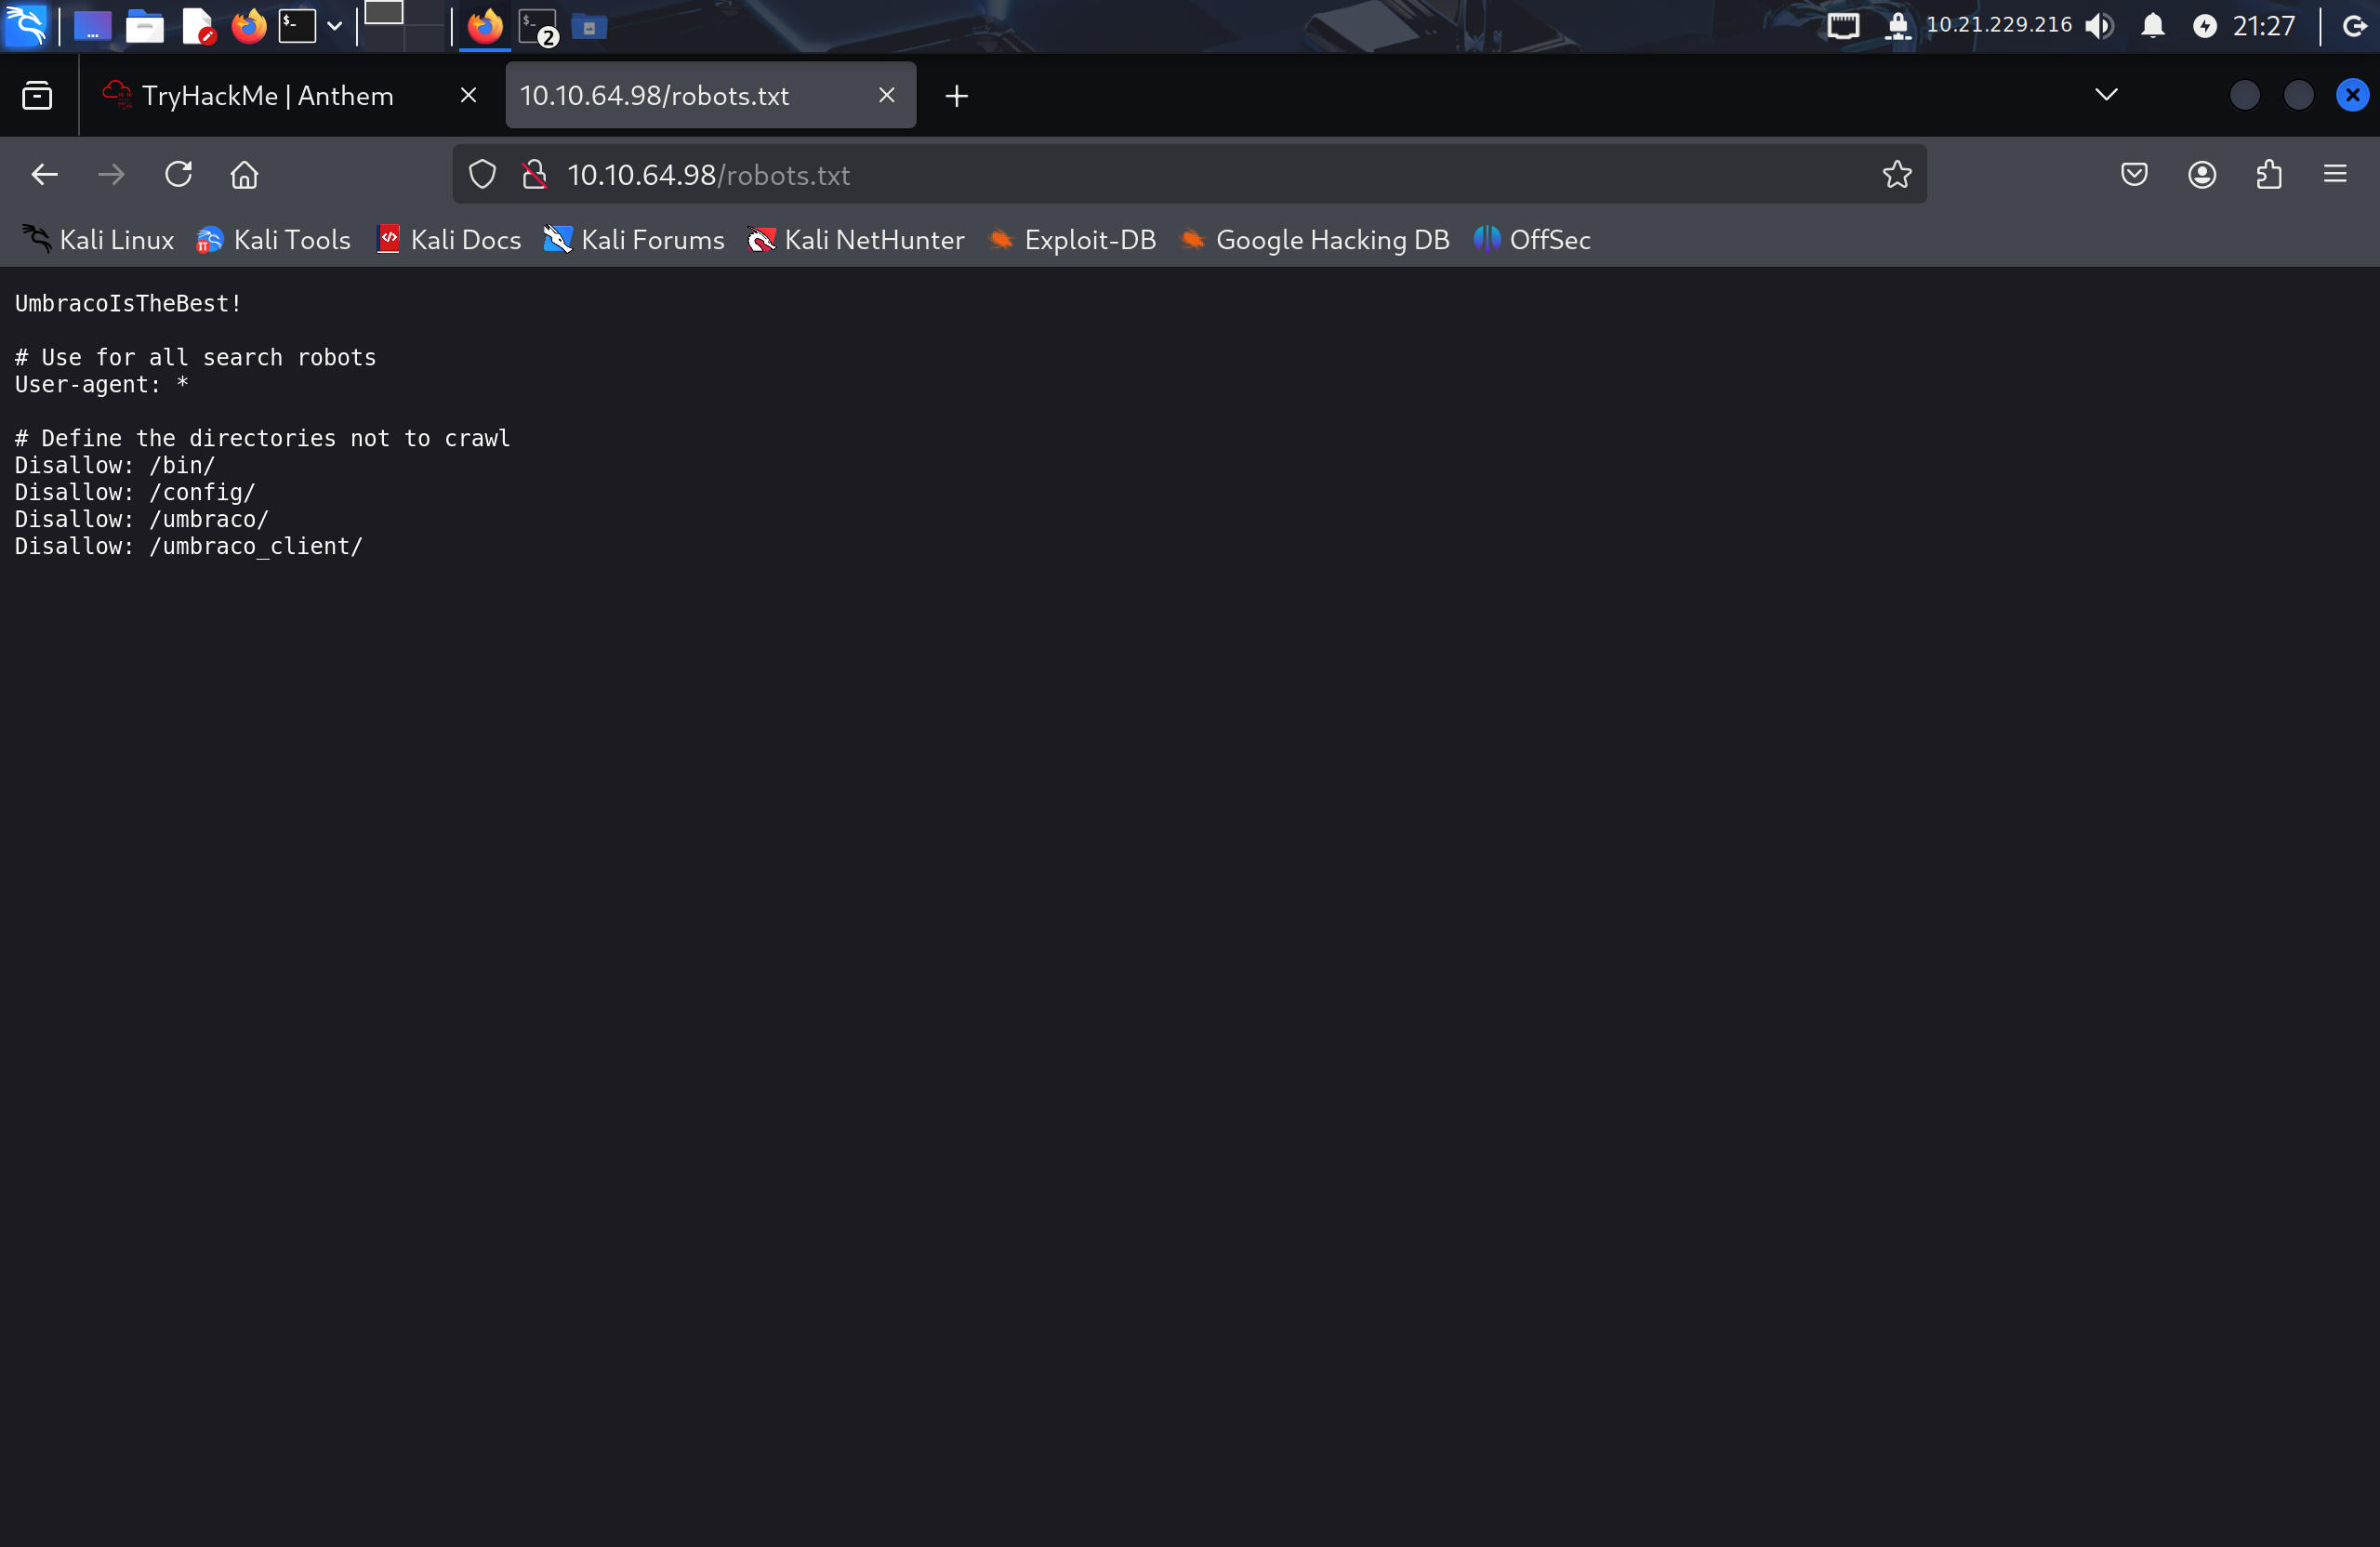 10.21.229.216 21:27
2
TryHackMe | Anthem
10.10.64.98/robots.txt
10.10.64.98/robots.txt
Kali Linux Kali Tools Kali Docs Kali Forums Kali NetHunter Exploit-DB Google Hacking DB OffSec
UmbracoIsTheBest!
# Use for all search robots
User-agent: *
# Define the directories not to crawl
Disallow: /bin/
Disallow: /config/
Disallow: /umbraco/
Disallow: /umbraco_client/